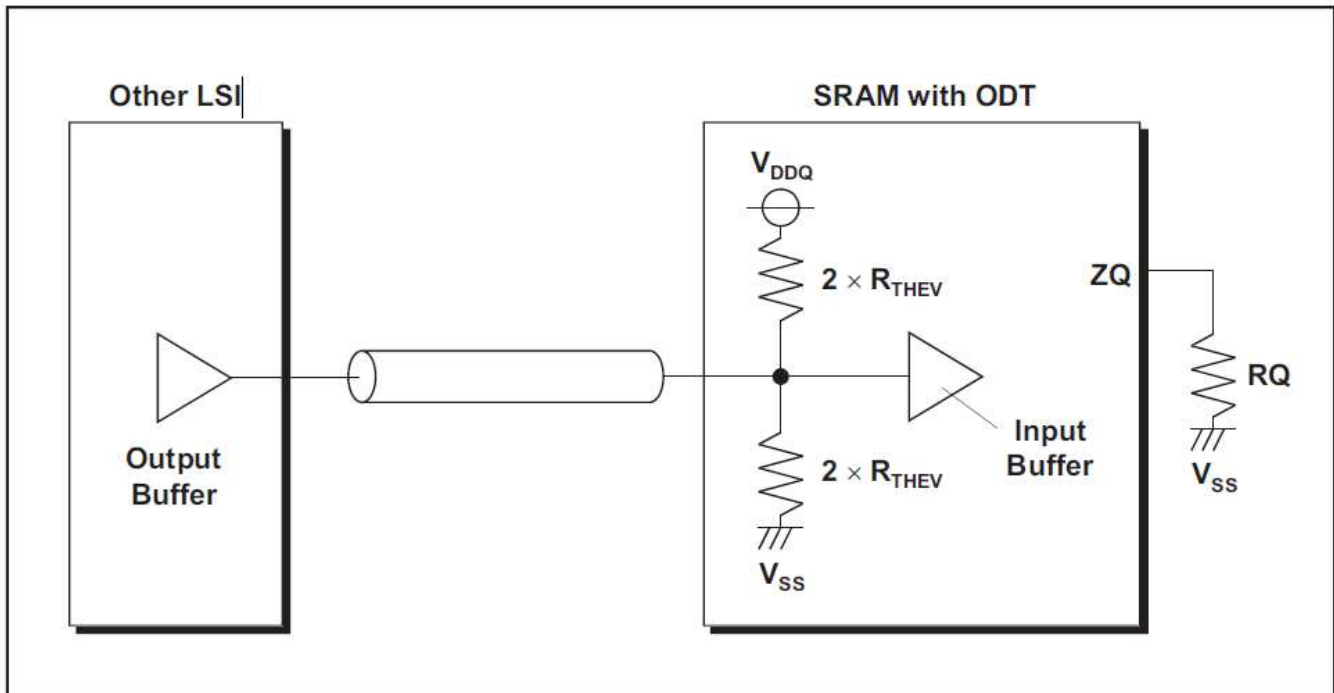 Other LSI
SRAM with ODT
VDDQ
2 × RTHEV
ZQ
RQ
Output
Buffer
Input
Buffer
2 × RTHEV
VSS
VSS